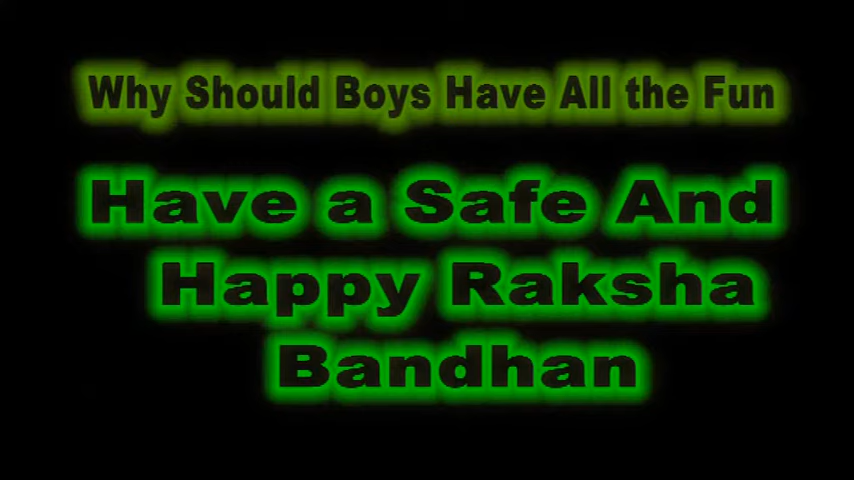 Why Should Boys Have All the Fun
Have a Safe And
Happy Raksha
Bandhan